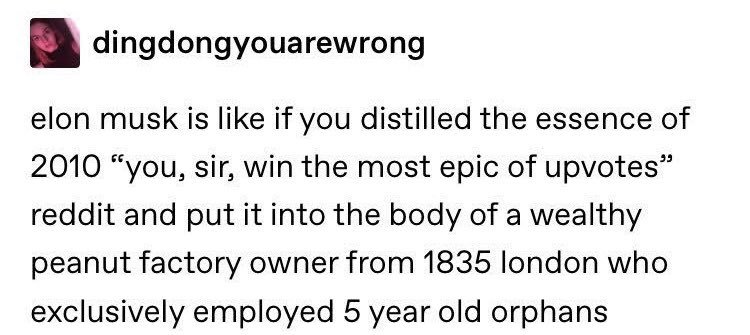 dingdongyouarewrong
elon musk is like if you distilled the essence of
2010 “you, sir, win the most epic of upvotes”
reddit and put it into the body of a wealthy
peanut factory owner from 1835 london who
exclusively employed 5 year old orphans